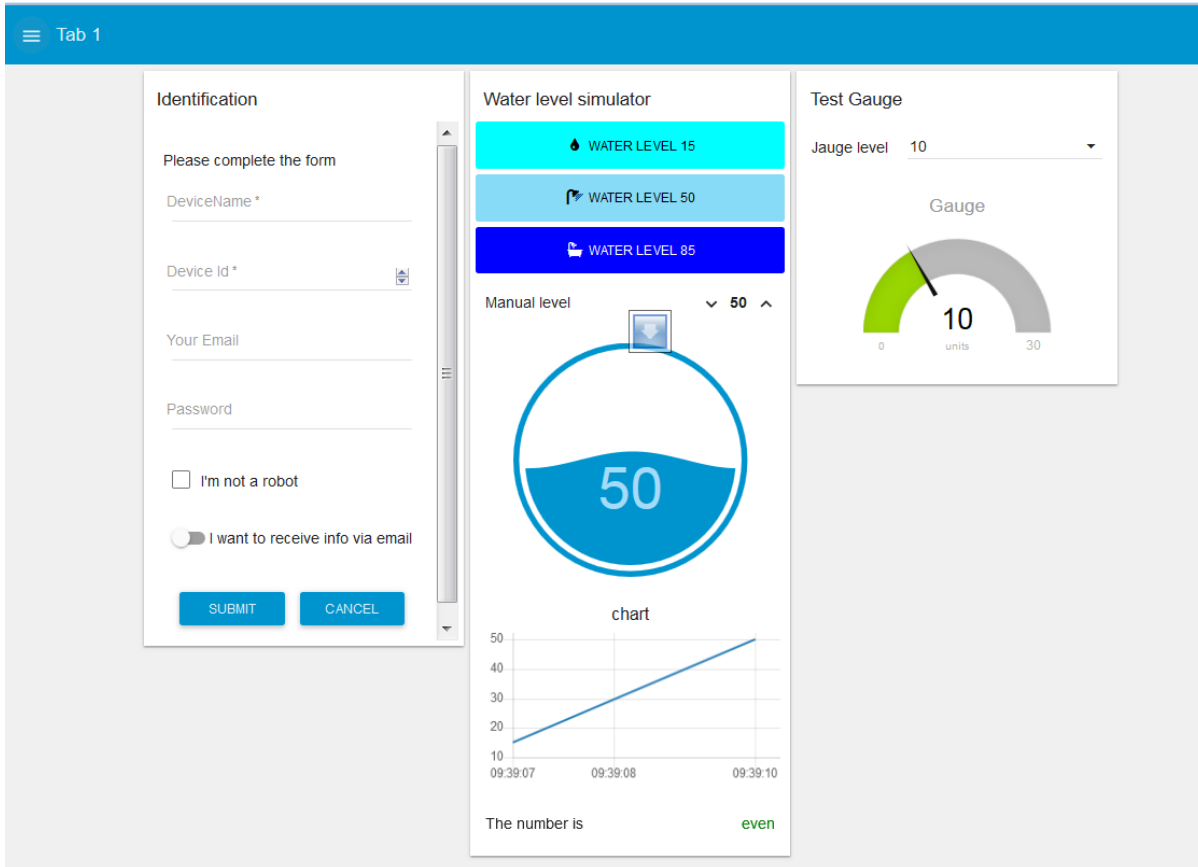 Tab 1
Identification
Please complete the form
DeviceName *
Device Id *
Your Email
Password
I'm not a robot
I want to receive info via email
SUBMIT CANCEL
Water level simulator
WATER LEVEL 15
WATER LEVEL 50
WATER LEVEL 85
Manual level 50
50
chart
50
40
30
20
10
09:39:07 09:39:08 09:39:10
The number is even
Test Gauge
Jauge level 10
Gauge
10
0 units 30